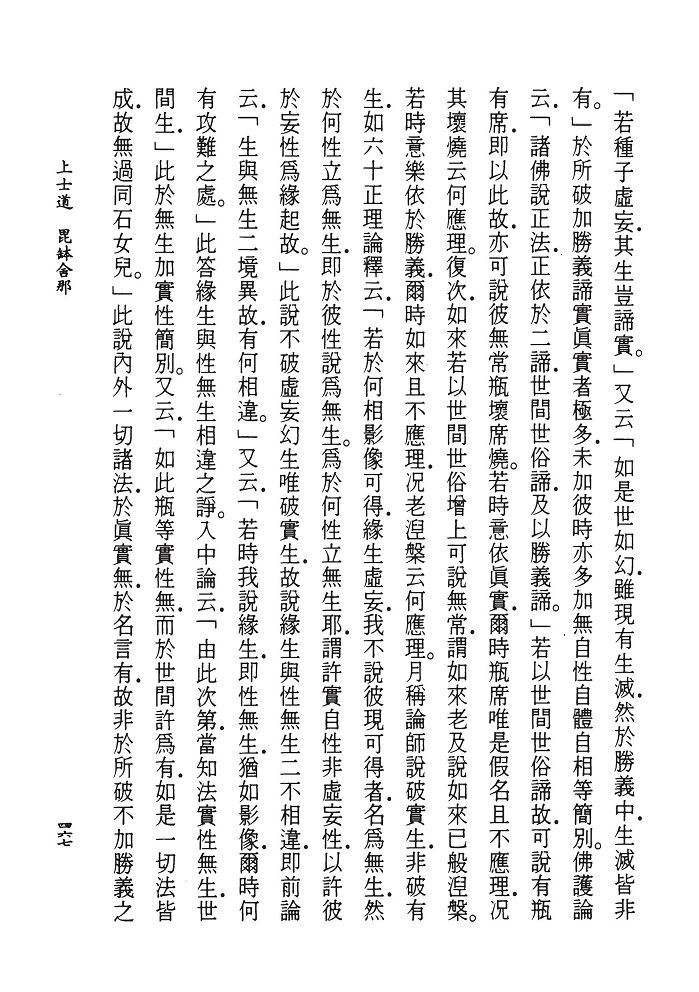 「若種子虛妄．其生豈諦實。」又云「如是世如幻．雖現有生滅．然於勝義中．生滅皆非
有。」於所破加勝義諦實眞實者極多．未加彼時亦多加無自性自體自相等簡別。佛護論
云．「諸佛說正法．正依於二諦．世間世俗諦．及以勝義諦。」若以世間世俗諦故．可說有瓶
有席．即以此故．亦可說彼無常．瓶壞席燒。若時意依眞實．爾時瓶席唯是假名．且不應理．况
其壞燒云何應理。復次如來若以世間世俗增上可說無常．謂如來老及說如來已般湼槃。
若時意樂依於勝義．爾時如來且不應理．况老湼槃云何應理。月稱論師說破實生．非破有
生．如六十正理論釋云．「若於何相影像可得．緣生虛妄．我不說彼現可得者．名爲無生．然
於何性立爲無生．即於彼性說爲無生。爲於何性立無生耶．謂許實自性非虛妄性．以許彼
於妄性爲緣起故。」此說不破虛妄幻生唯破實生．故說緣生與性無生二不相違．即前論
云．「生與無生二境異故．有何相違。」又云．「若時我說緣生．即性無生．猶如影像．爾時何
有攻難之處。」此答緣生與性無生相違之諍。入中論云．「由此次第．當知法實性無生．世
間生．」此於無生加實性簡別。又云．「如此瓶等實性無．而於世間許爲有．如是一切法皆
成．故無過同石女兒。」此說內外一切諸法．於眞實無．於名言有．故非於所破不加勝義之
上士道　毘鉢舍那
四六七